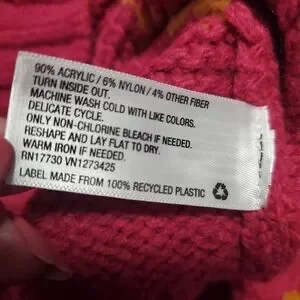 90% ACRYLIC / 6% NYLON / 4% OTHER FIBER
TURN INSIDE OUT.
MACHINE WASH COLD WITH LIKE COLORS.
DELICATE CYCLE.
ONLY NON-CHLORINE BLEACH IF NEEDED.
RESHAPE AND LAY FLAT TO DRY.
WARM IRON IF NEEDED.
RN17730 VN1273425
LABEL MADE FROM 100% RECYCLED PLASTIC